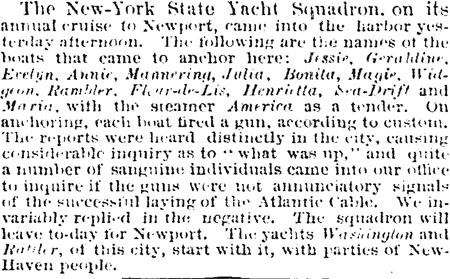 The New-York State Yacht Squadron, on its
annual cruise to Newport, came into the harbor yes-
terday afternoon. The following are the names of the
boats that came to anchor here: Jessie, Geraldine,
Evelyn, Annie, Mannering, Julia, Bonita, Magic, Wid-
geon, Rambler, Fleur-de-Lis, Henrietta, Sea-Drift and
Maria, with the steamer America as a tender. On
anchoring, each boat fired a gun, according to custom.
The reports were heard distinctly in the city, causing
considerable inquiry as to "what was up," and quite
a number of sanguine individuals came into our office
to inquire if the guns were not annunciatory signals
of the successful laying of the Atlantic Cable. We in-
variably replied in the negative. The squadron will
leave to-day for Newport. The yachts Washington and
of this city, start with it, with parties of New-
Haven people.